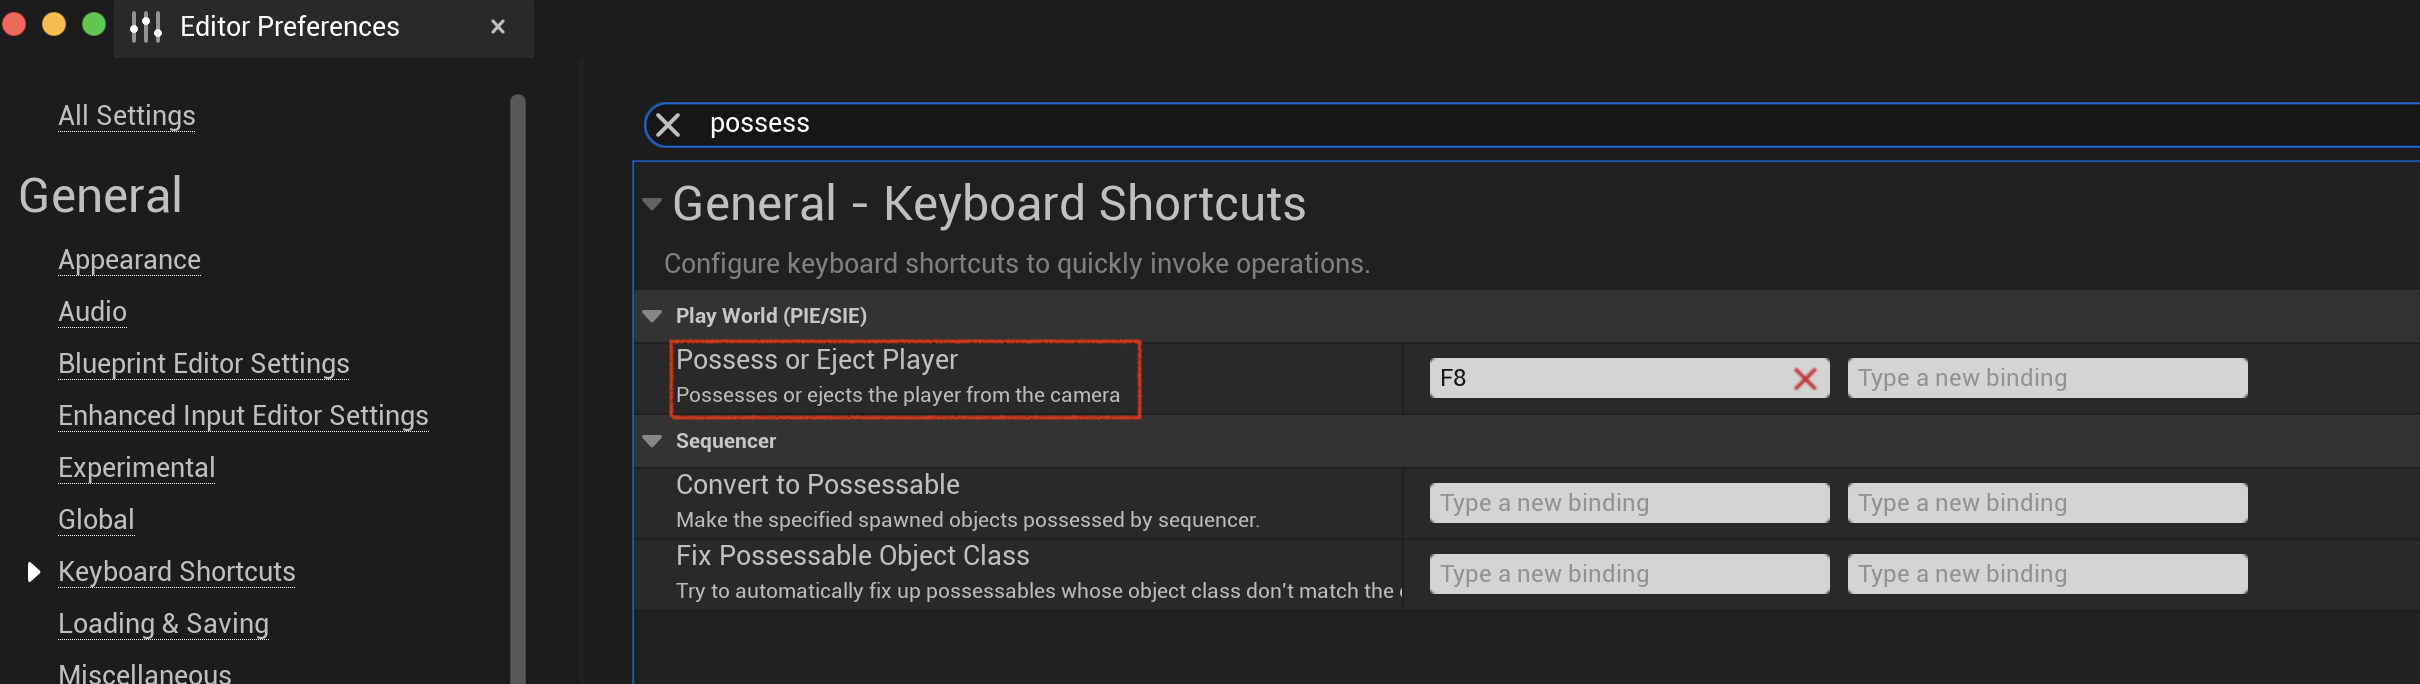 Editor Preferences
All Settings
General
Appearance
Audio
Blueprint Editor Settings
Enhanced Input Editor Settings
Experimental
Global
Keyboard Shortcuts
Loading & Saving
Miscellaneous
possess
General - Keyboard Shortcuts
Configure keyboard shortcuts to quickly invoke operations.
Play World (PIE/SIE)
Possess or Eject Player
Possesses or ejects the player from the camera
F8
Type a new binding
Sequencer
Convert to Possessable
Make the specified spawned objects possessed by sequencer.
Type a new binding
Type a new binding
Fix Possessable Object Class
Try to automatically fix up possessables whose object class don't match the
Type a new binding
Type a new binding